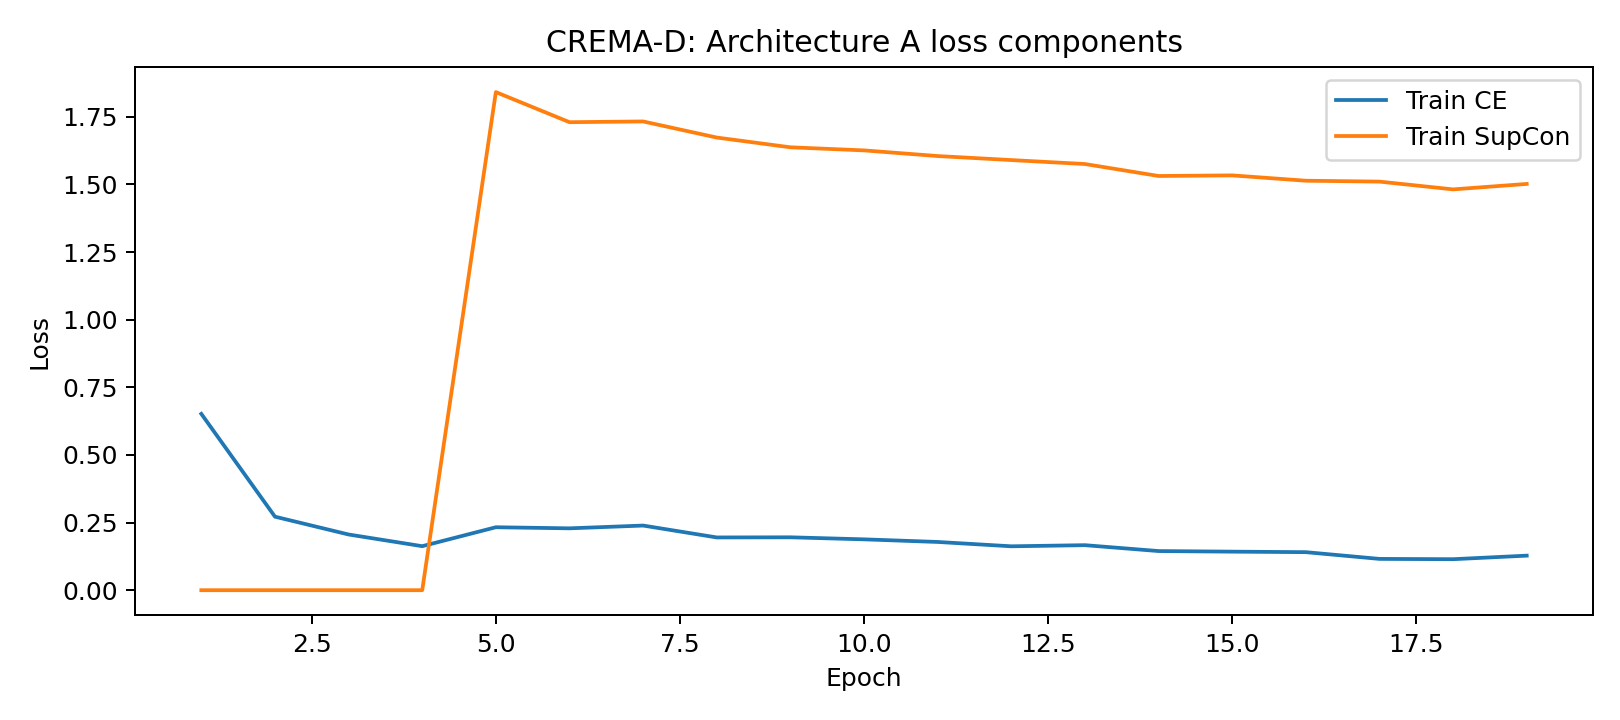 CREMA-D: Architecture A loss components
Train CE
Train SupCon
Loss
1.75
1.50
1.25
1.00
0.75
0.50
0.25
0.00
2.5 5.0 7.5 10.0 12.5 15.0 17.5
Epoch